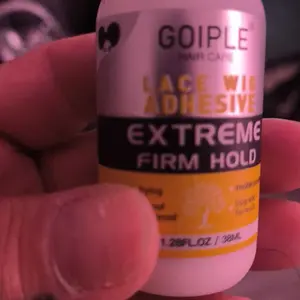 GOIPLE
HAIR CARE
LACE WIG
ADHESIVE
EXTREME
FIRM HOLD
1.28FL.OZ / 38ML